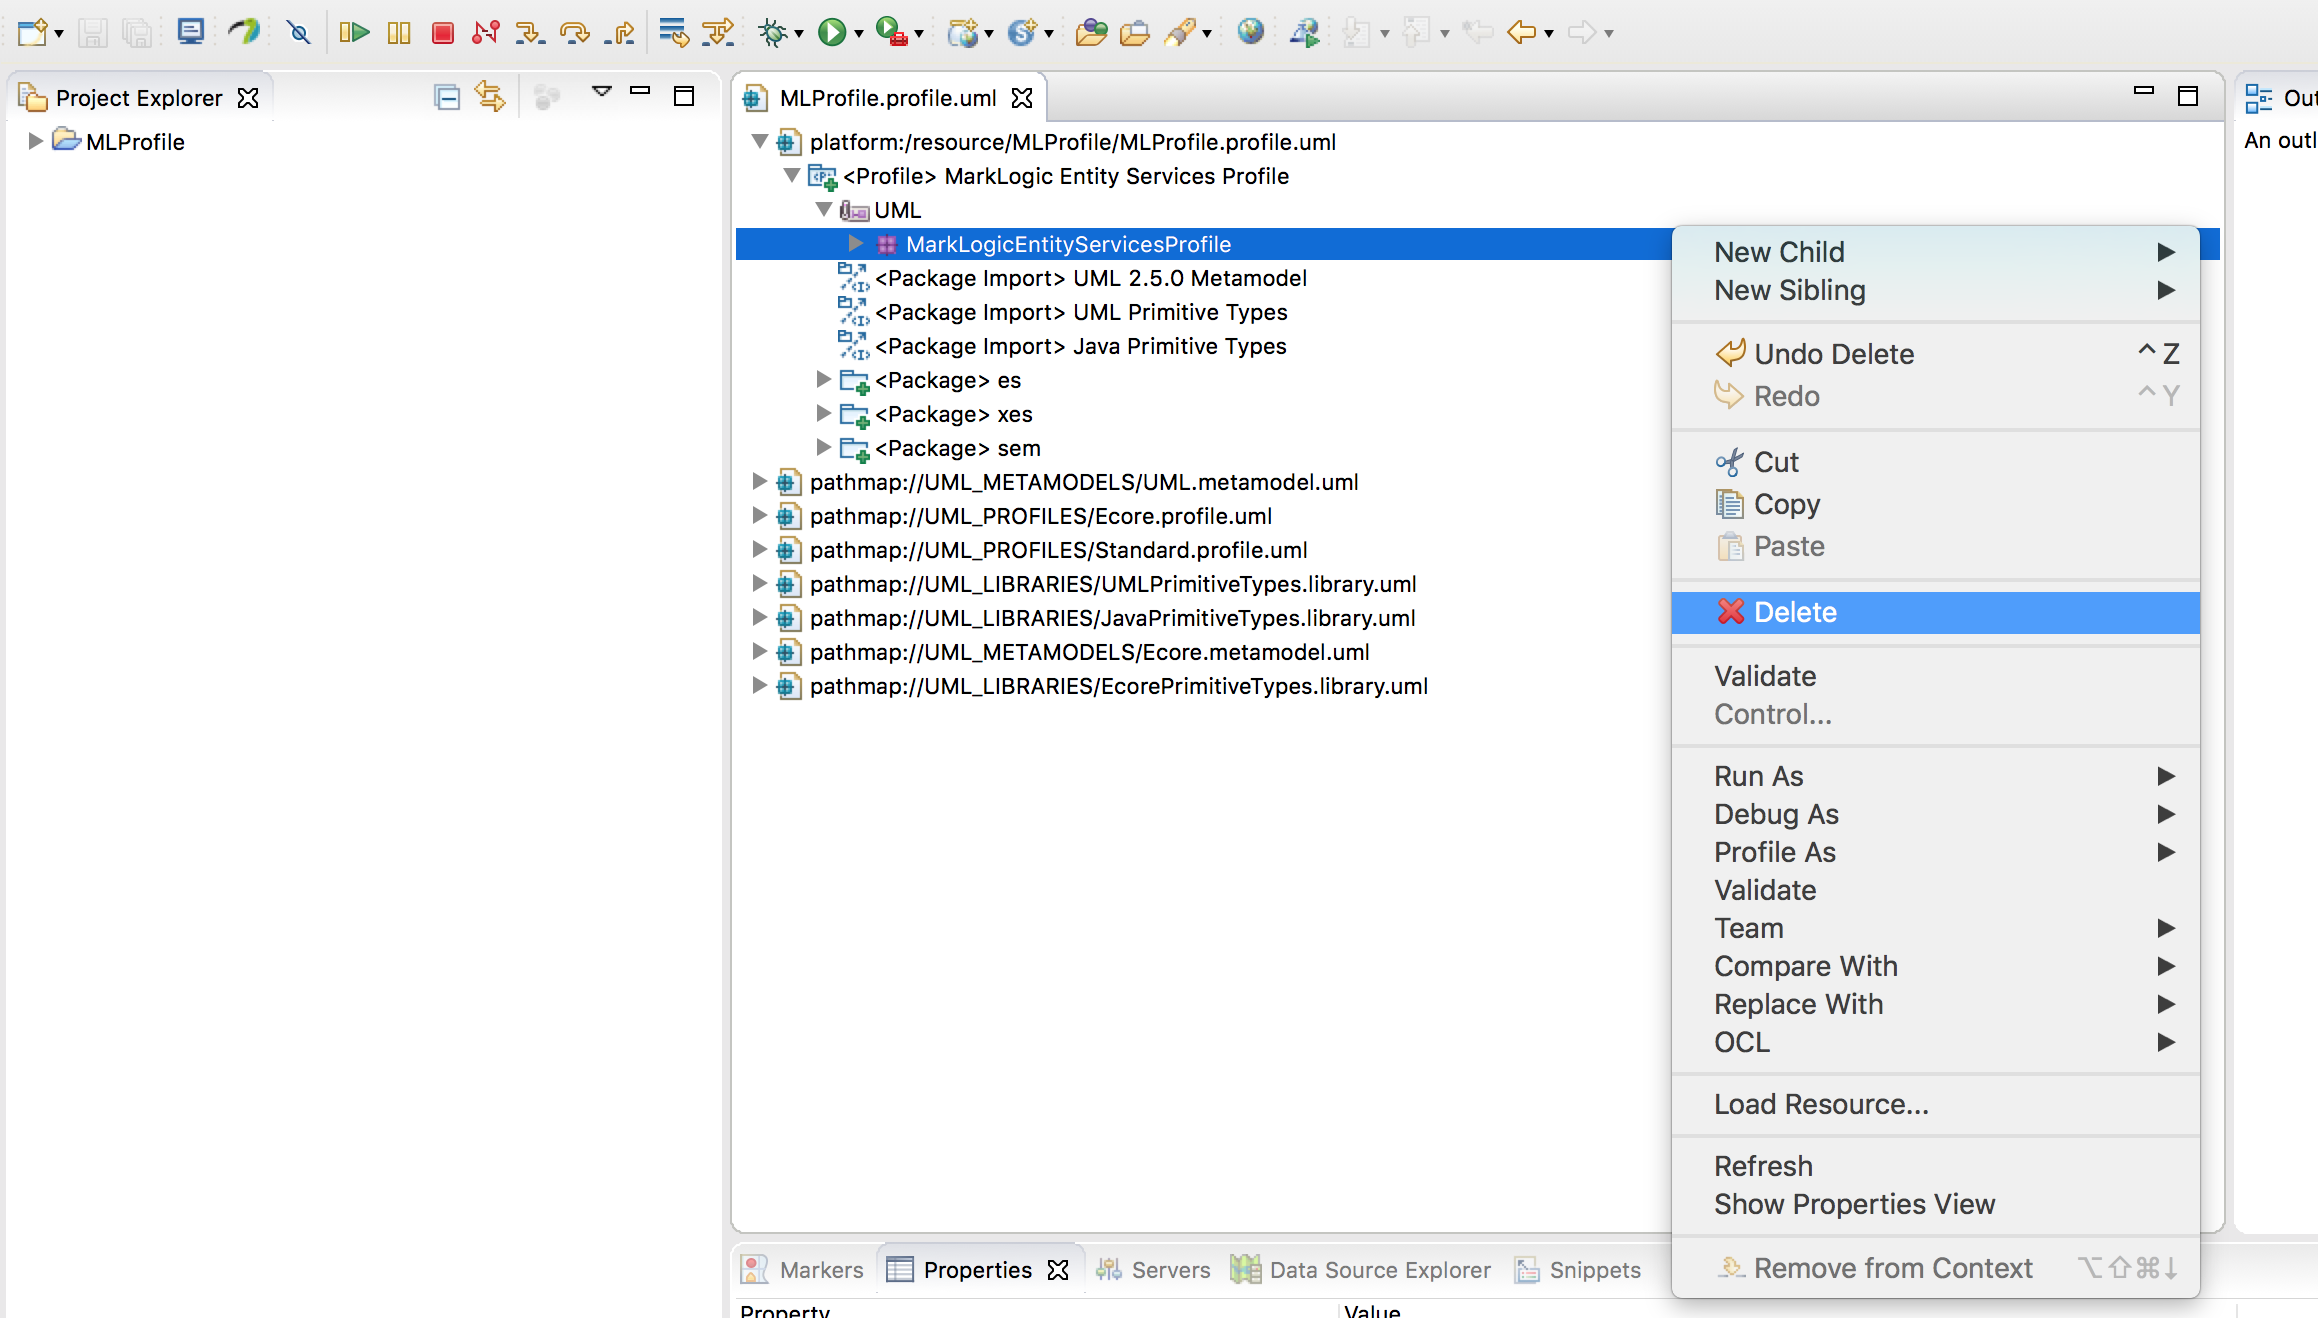 Project Explorer
MLProfile
MLProfile.profile.uml
platform:/resource/MLProfile/MLProfile.profile.uml
<Profile> MarkLogic Entity Services Profile
UML
MarkLogicEntityServicesProfile
<Package Import> UML 2.5.0 Metamodel
<Package Import> UML Primitive Types
<Package Import> Java Primitive Types
<Package> es
<Package> xes
<Package> sem
pathmap://UML_METAMODELS/UML.metamodel.uml
pathmap://UML_PROFILES/Ecore.profile.uml
pathmap://UML_PROFILES/Standard.profile.uml
pathmap://UML_LIBRARIES/UMLPrimitiveTypes.library.uml
pathmap://UML_LIBRARIES/JavaPrimitiveTypes.library.uml
pathmap://UML_METAMODELS/Ecore.metamodel.uml
pathmap://UML_LIBRARIES/EcorePrimitiveTypes.library.uml
New Child
New Sibling
Undo Delete ^ Z
Redo ^ Y
Cut
Copy
Paste
Delete
Validate
Control...
Run As
Debug As
Profile As
Validate
Team
Compare With
Replace With
OCL
Load Resource...
Refresh
Show Properties View
Remove from Context ⌥⇧⌘↓
Out
An outl
Markers
Properties
Servers
Data Source Explorer
Snippets
Property
Value